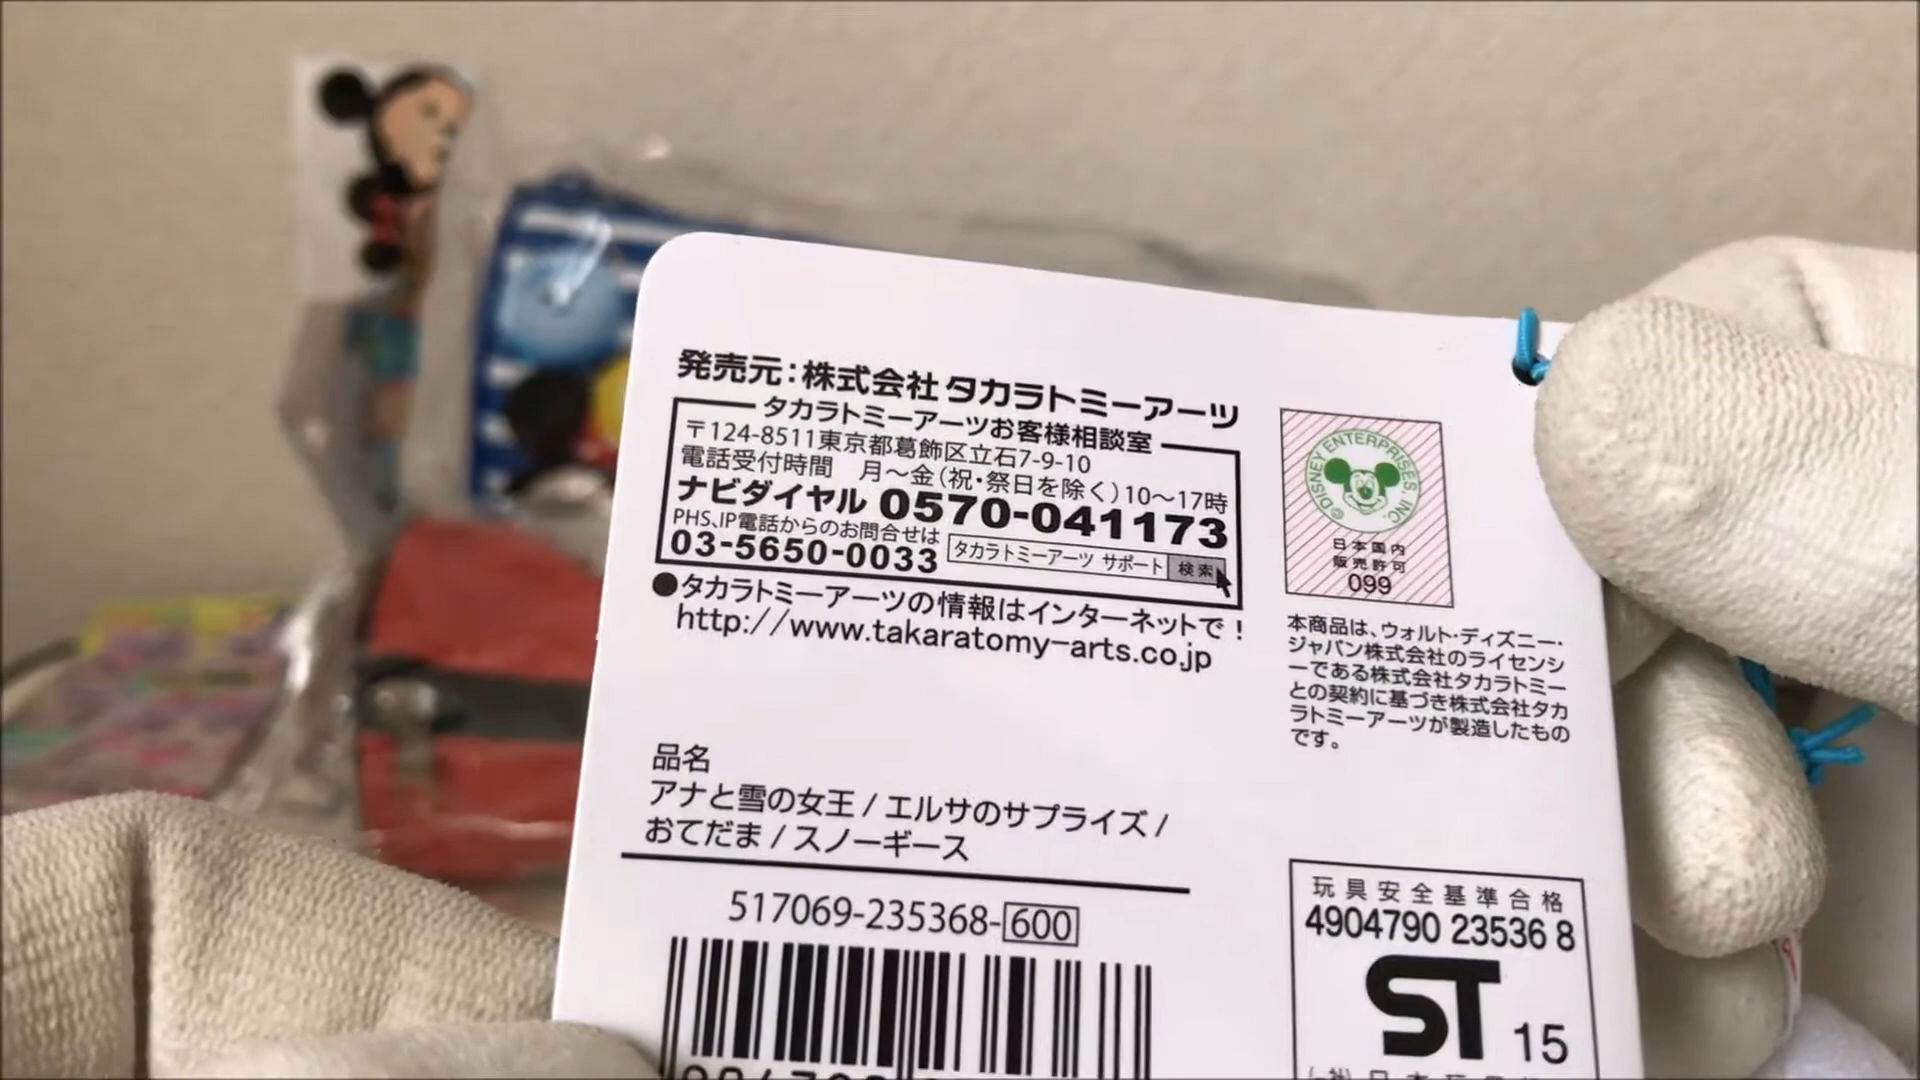 発売元：株式会社 タカラトミーアーツ
タカラトミーアーツお客様相談室
〒124-8511東京都葛飾区立石7-9-10
電話受付時間 月～金（祝・祭日を除く）10～17時
ナビダイヤル 0570-041173
PHS、IP電話からのお問合せは
03-5650-0033
タカラトミーアーツ サポート 検索
●タカラトミーアーツの情報はインターネットで！
http://www.takaratomy-arts.co.jp
© DISNEY ENTERPRISES, INC.
日本国内
販売許可
099
本商品は、ウォルト・ディズニー・
ジャパン株式会社のライセンシ
ーである株式会社タカラトミー
との契約に基づき株式会社タカ
ラトミーアーツが製造したもの
です。
品名
アナと雪の女王 / エルサのサプライズ /
おてだま / スノーギース
517069-235368-600
玩具安全基準合格
4904790 23536 8
ST 15